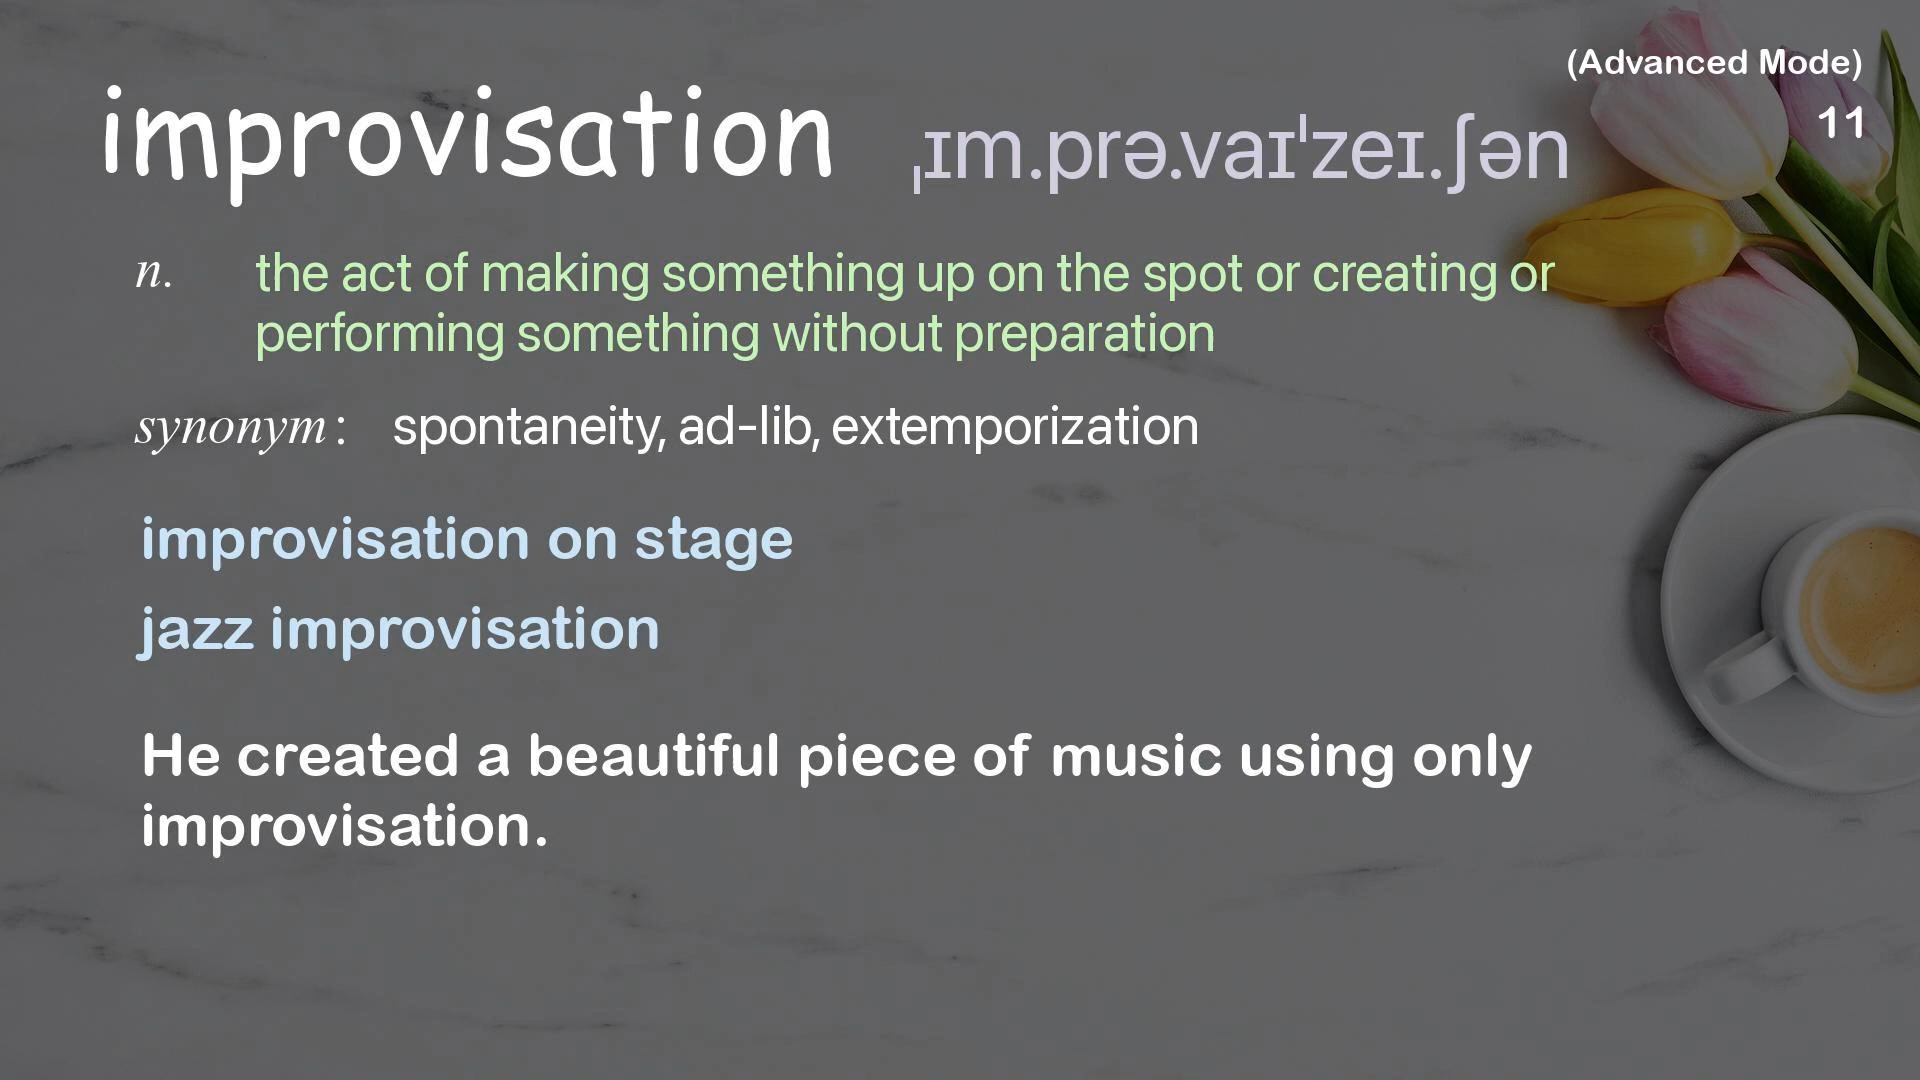 (Advanced Mode)
improvisation ˌɪm.prə.vaɪˈzeɪ.ʃən
11
n. the act of making something up on the spot or creating or
performing something without preparation
synonym: spontaneity, ad-lib, extemporization
improvisation on stage
jazz improvisation
He created a beautiful piece of music using only
improvisation.